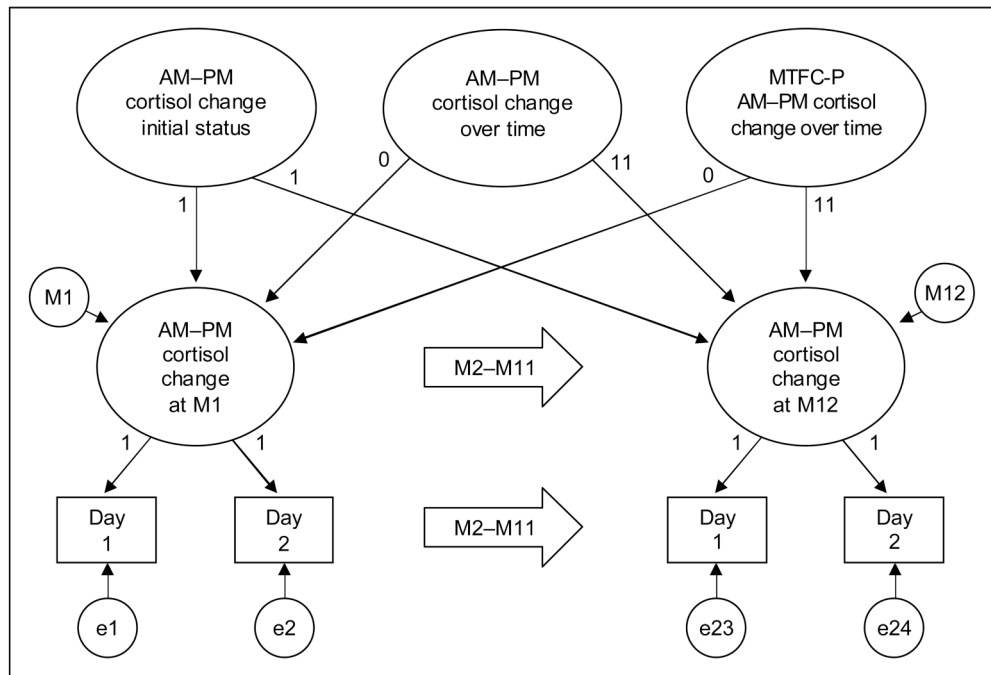 AM–PM
cortisol change
initial status
AM–PM
cortisol change
over time
MTFC-P
AM–PM cortisol
change over time
1
1
0
11
0
11
M1
AM–PM
cortisol
change
at M1
M2–M11
AM–PM
cortisol
change
at M12
M12
1
1
1
1
Day
1
Day
2
M2–M11
Day
1
Day
2
e1
e2
e23
e24